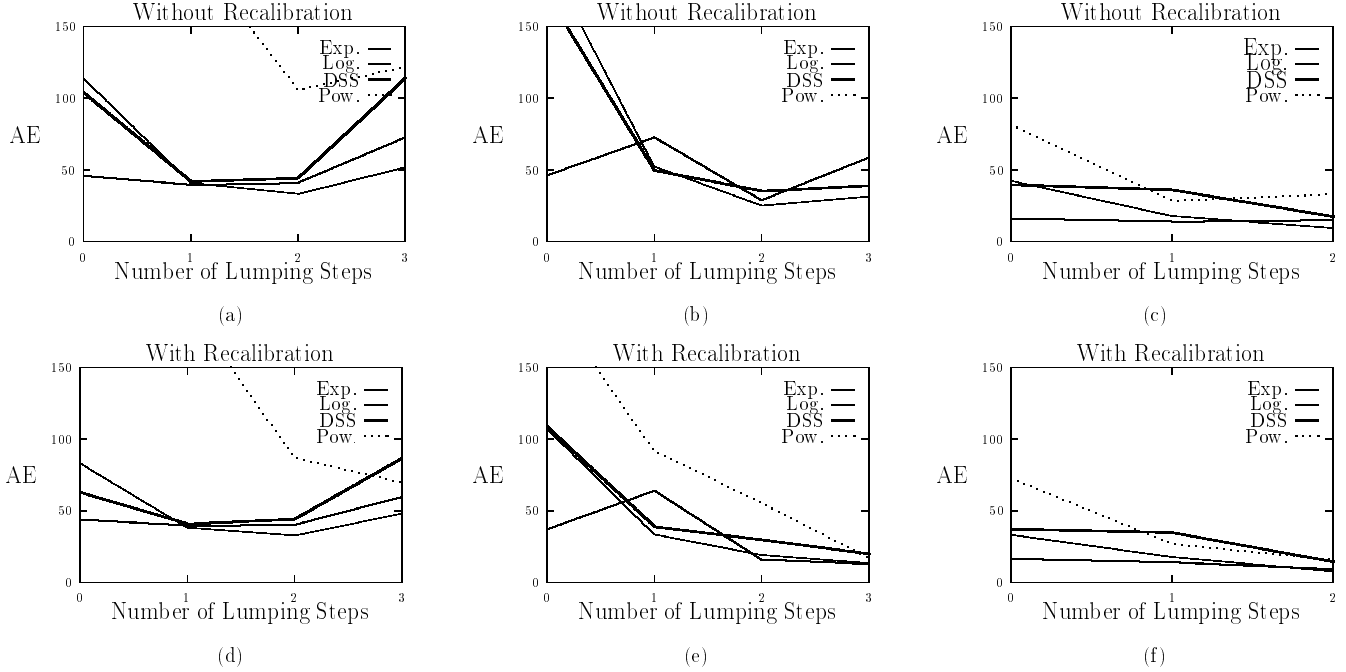 Without Recalibration
150
Exp.
Log.
DSS
Pow.
100
AE
50
0
0 1 2 3
Number of Lumping Steps
(a)
Without Recalibration
150
100
AE
50
0
0 1 2 3
Number of Lumping Steps
(b)
Without Recalibration
150
Exp.
Log.
DSS
Pow.
100
AE
50
0
0 1 2
Number of Lumping Steps
(c)
With Recalibration
150
Exp.
Log.
DSS
Pow.
100
AE
50
0
0 1 2 3
Number of Lumping Steps
(d)
With Recalibration
150
Exp.
Log.
DSS
Pow.
100
AE
50
0
0 1 2 3
Number of Lumping Steps
(e)
With Recalibration
150
Exp.
Log.
DSS
Pow.
100
AE
50
0
0 1 2
Number of Lumping Steps
(f)